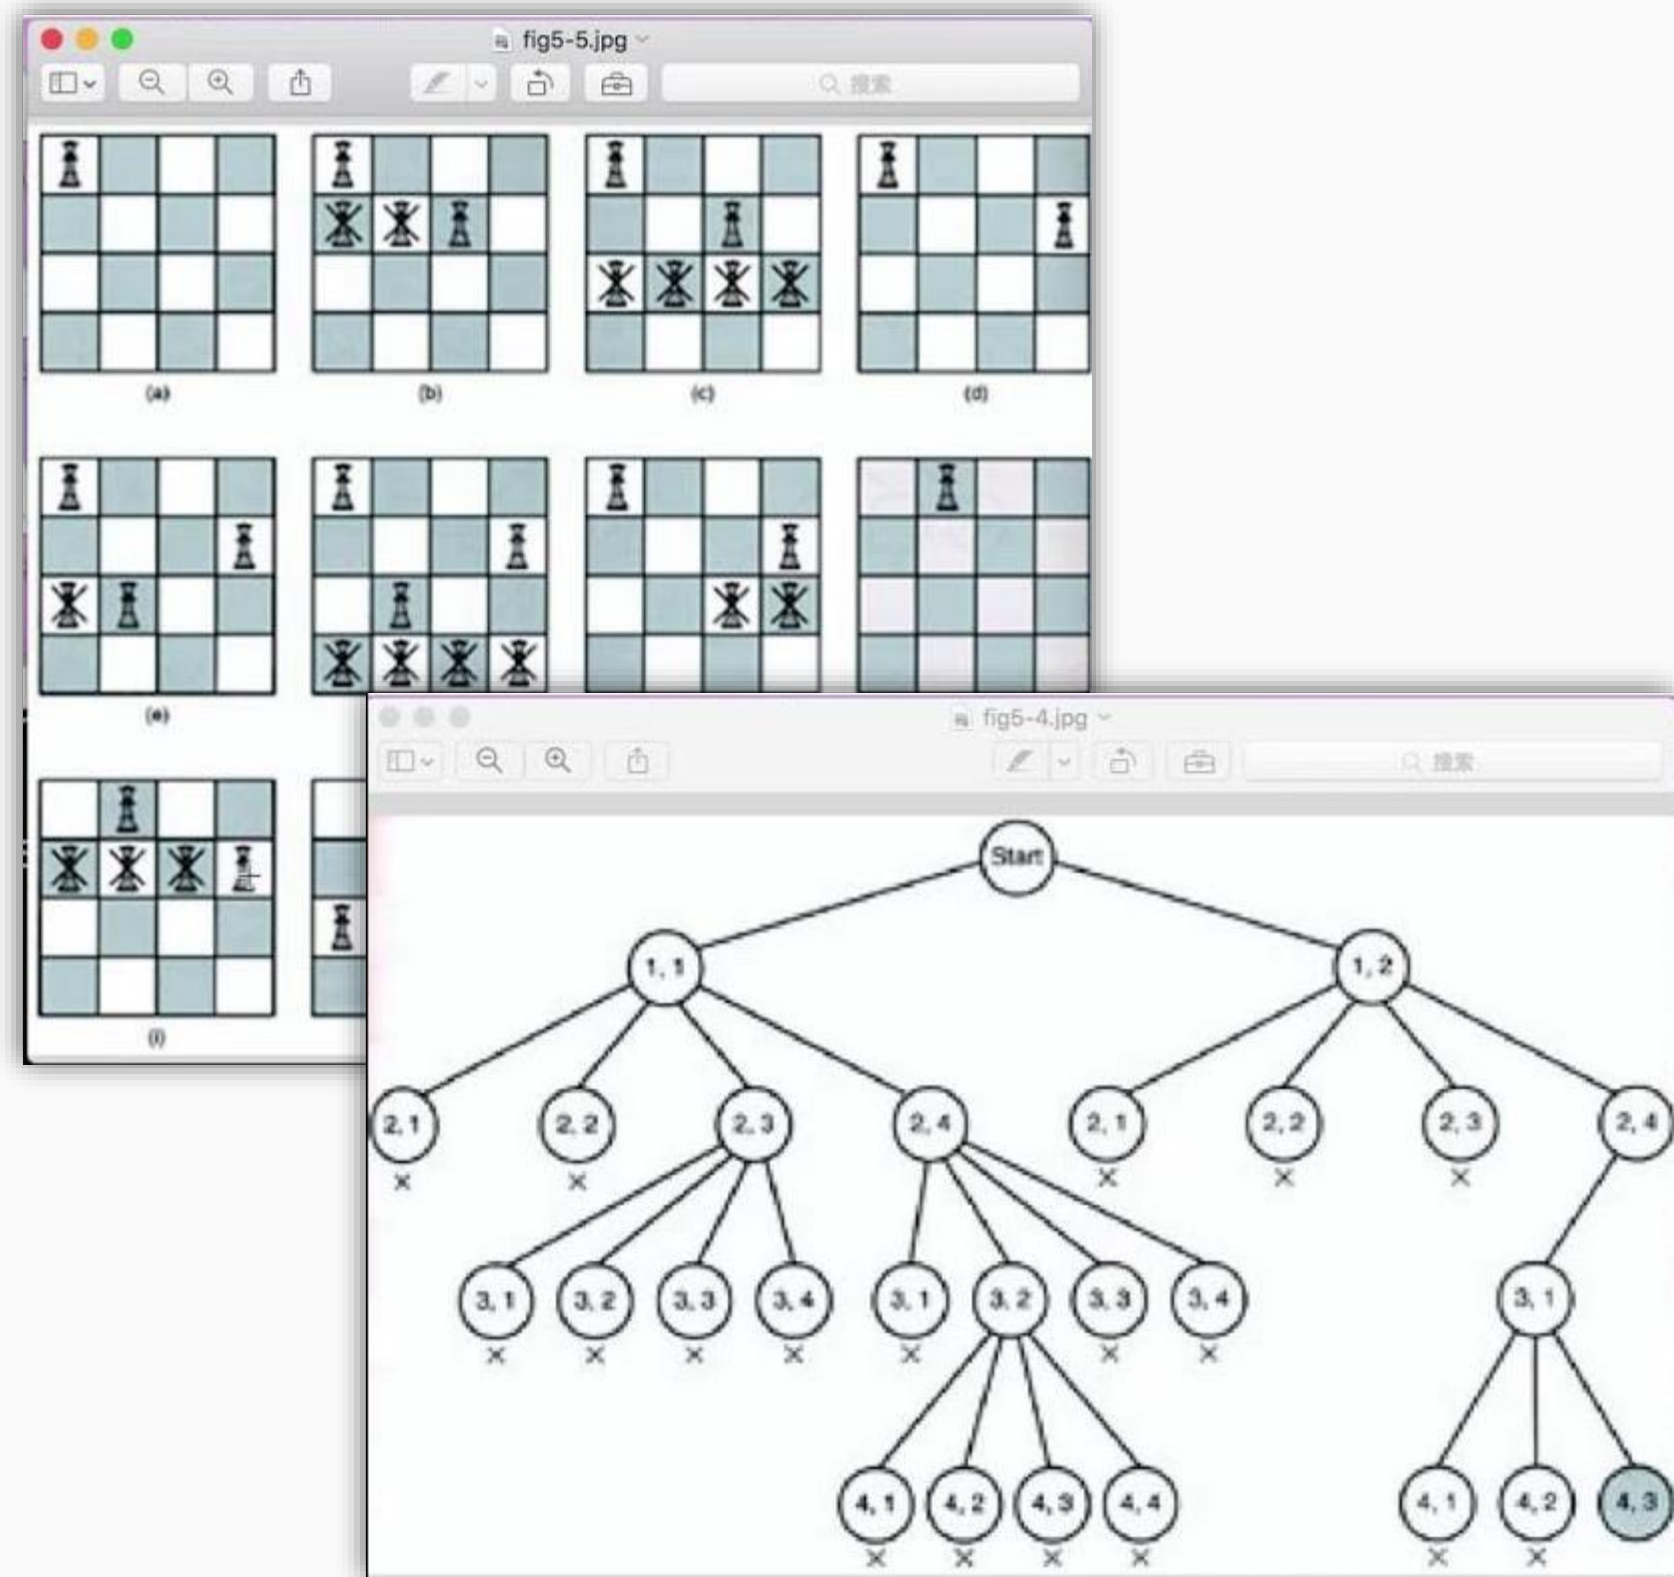 fig5-5.jpg
搜索
(a) (b) (c) (d)
(e)
(i)
fig5-4.jpg
搜索
Start
1, 1 1, 2
2, 1 2, 2 2, 3 2, 4 2, 1 2, 2 2, 3 2, 4
× × × × ×
3, 1 3, 2 3, 3 3, 4 3, 1 3, 2 3, 3 3, 4 3, 1
× × × × × × ×
4, 1 4, 2 4, 3 4, 4 4, 1 4, 2 4, 3
× × × × × ×